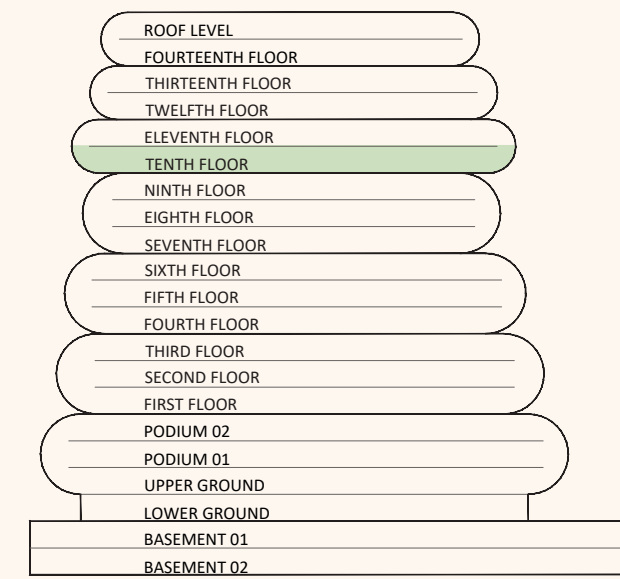 ROOF LEVEL
FOURTEENTH FLOOR
THIRTEENTH FLOOR
TWELFTH FLOOR
ELEVENTH FLOOR
TENTH FLOOR
NINTH FLOOR
EIGHTH FLOOR
SEVENTH FLOOR
SIXTH FLOOR
FIFTH FLOOR
FOURTH FLOOR
THIRD FLOOR
SECOND FLOOR
FIRST FLOOR
PODIUM 02
PODIUM 01
UPPER GROUND
LOWER GROUND
BASEMENT 01
BASEMENT 02